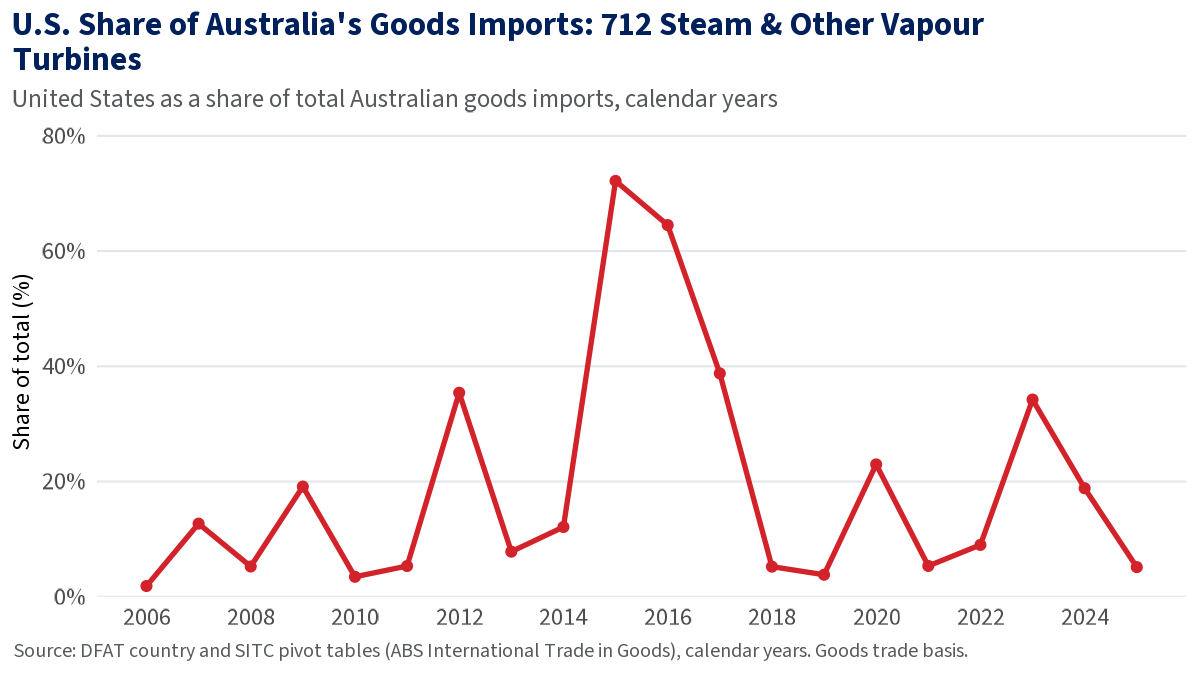 U.S. Share of Australia's Goods Imports: 712 Steam & Other Vapour
Turbines
United States as a share of total Australian goods imports, calendar years
80%
60%
40%
20%
0%
Share of total (%)
2006 2008 2010 2012 2014 2016 2018 2020 2022 2024
Source: DFAT country and SITC pivot tables (ABS International Trade in Goods), calendar years. Goods trade basis.